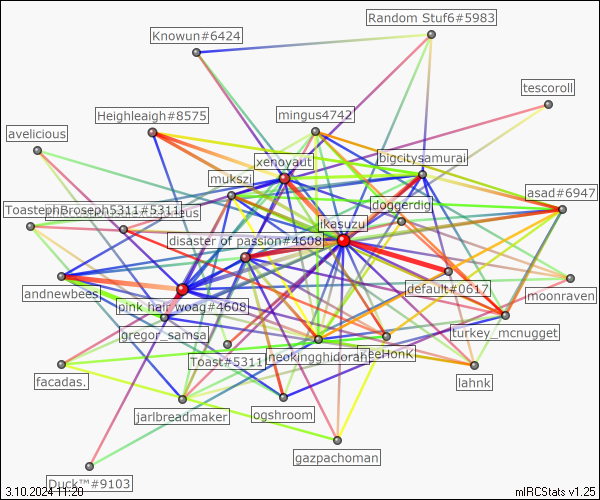 Random Stuf6#5983
Knowun#6424
tescoroll
Heighleaigh#8575
mingus4742
avelicious
xenoyaut
bigcitysamurai
mukszi
asad#6947
doggerdig
ToastephBroseph5311#5311
ikasuzu
disaster of passion#4608
default#0617
andnewbees
moonraven
pink hair woag#4608
gregor_samsa
turkey_mcnugget
Toast#5311
neokingghidorah
eeHonk
facadas.
lahnk
jarlbreadmaker
ogshroom
gazpachoman
Duck™#9103
3.10.2024 11:20
mIRCStats v1.25